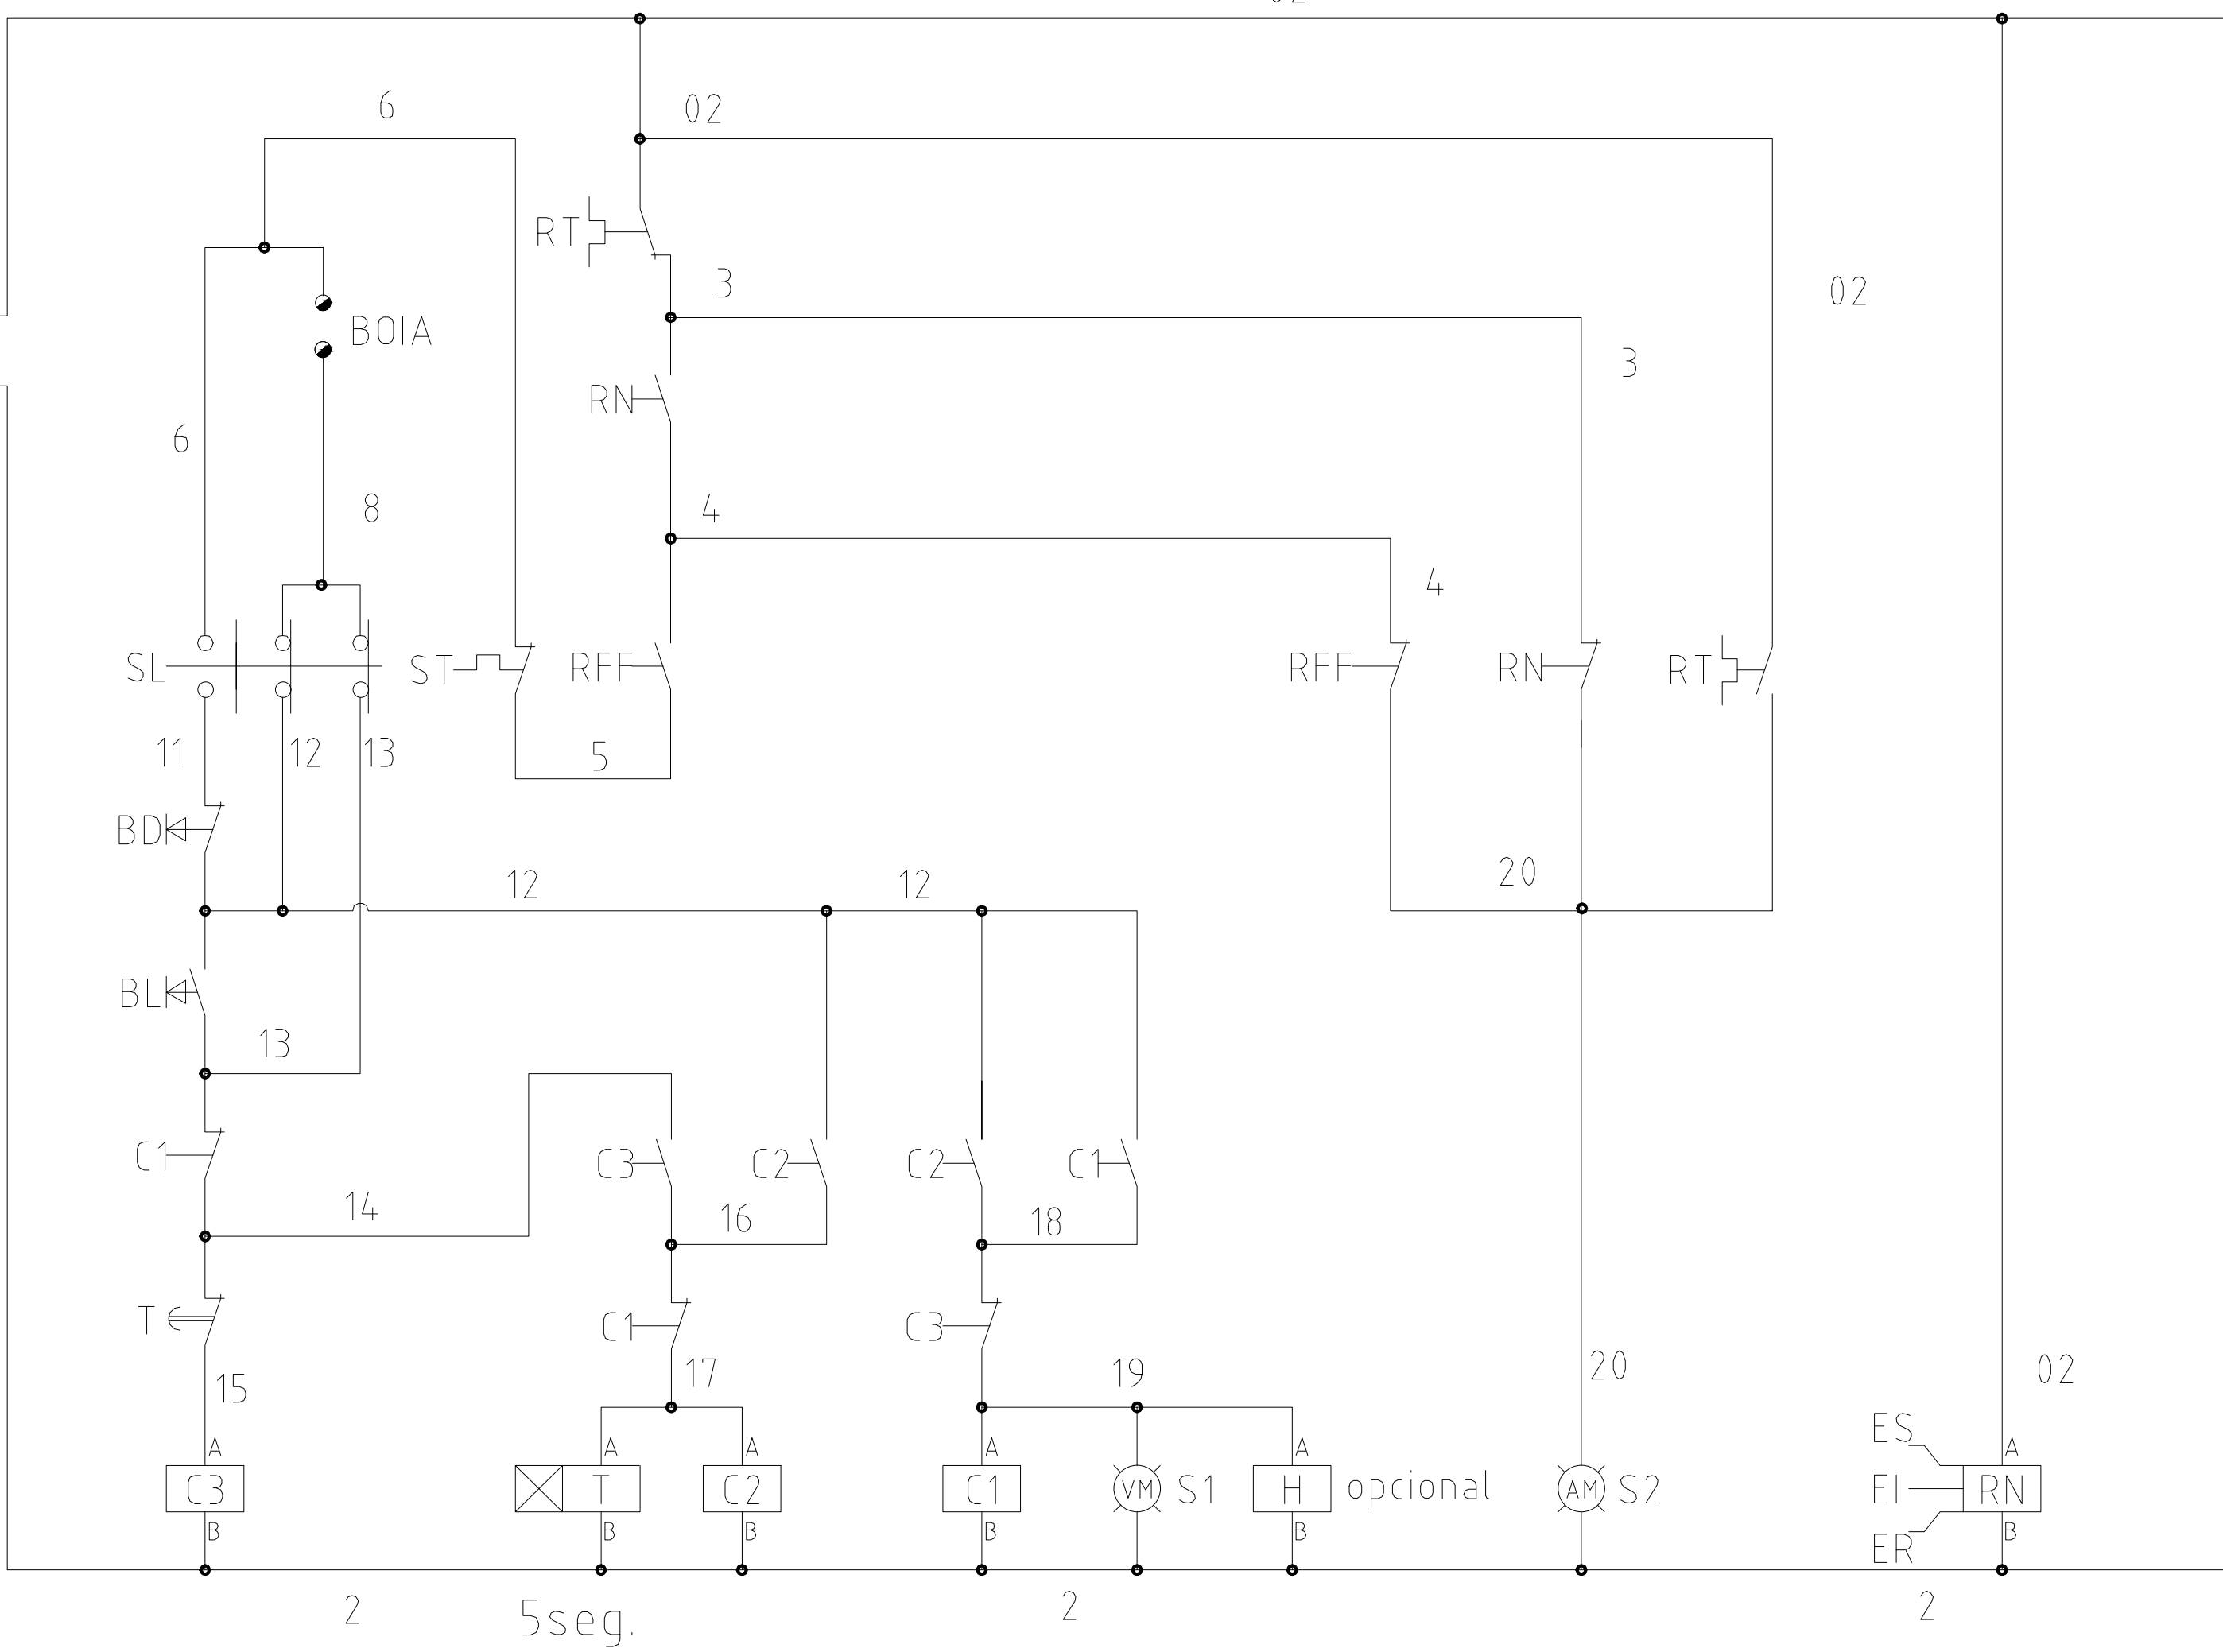 02
6
02
RT
3
02
BOIA
3
RN
6
8
4
4
SL
ST
RFF
RFF
RN
RT
11
12
13
5
BD
12
12
20
BL
13
C1
C3
C2
C2
C1
14
16
18
T
C1
C3
15
17
19
20
02
ES
A
A
A
A
A
A
C3
T
C2
C1
VM
S1
H
opcional
AM
S2
EI
RN
B
B
B
B
B
B
ER
2
5seg.
2
2